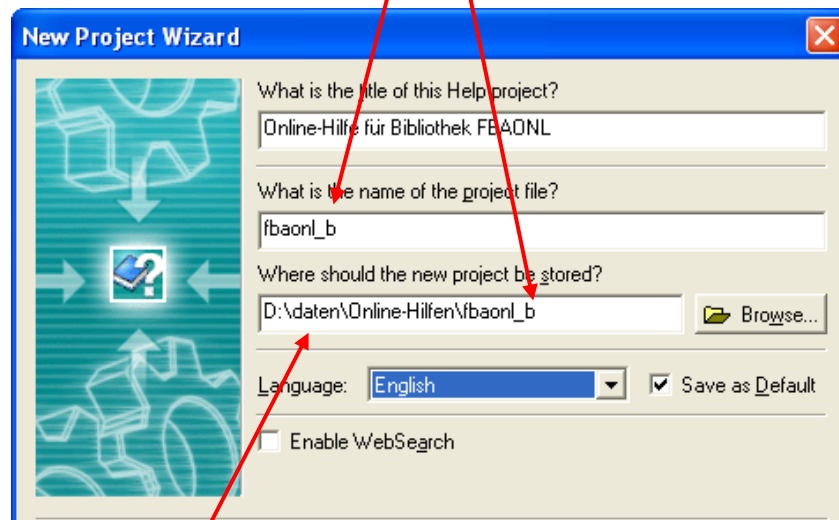 New Project Wizard
What is the title of this Help project?
Online-Hilfe für Bibliothek FBAONL
What is the name of the project file?
fbaonl_b
Where should the new project be stored?
D:\daten\Online-Hilfen\fbaonl_b Browse...
Language: English Save as Default
Enable WebSearch